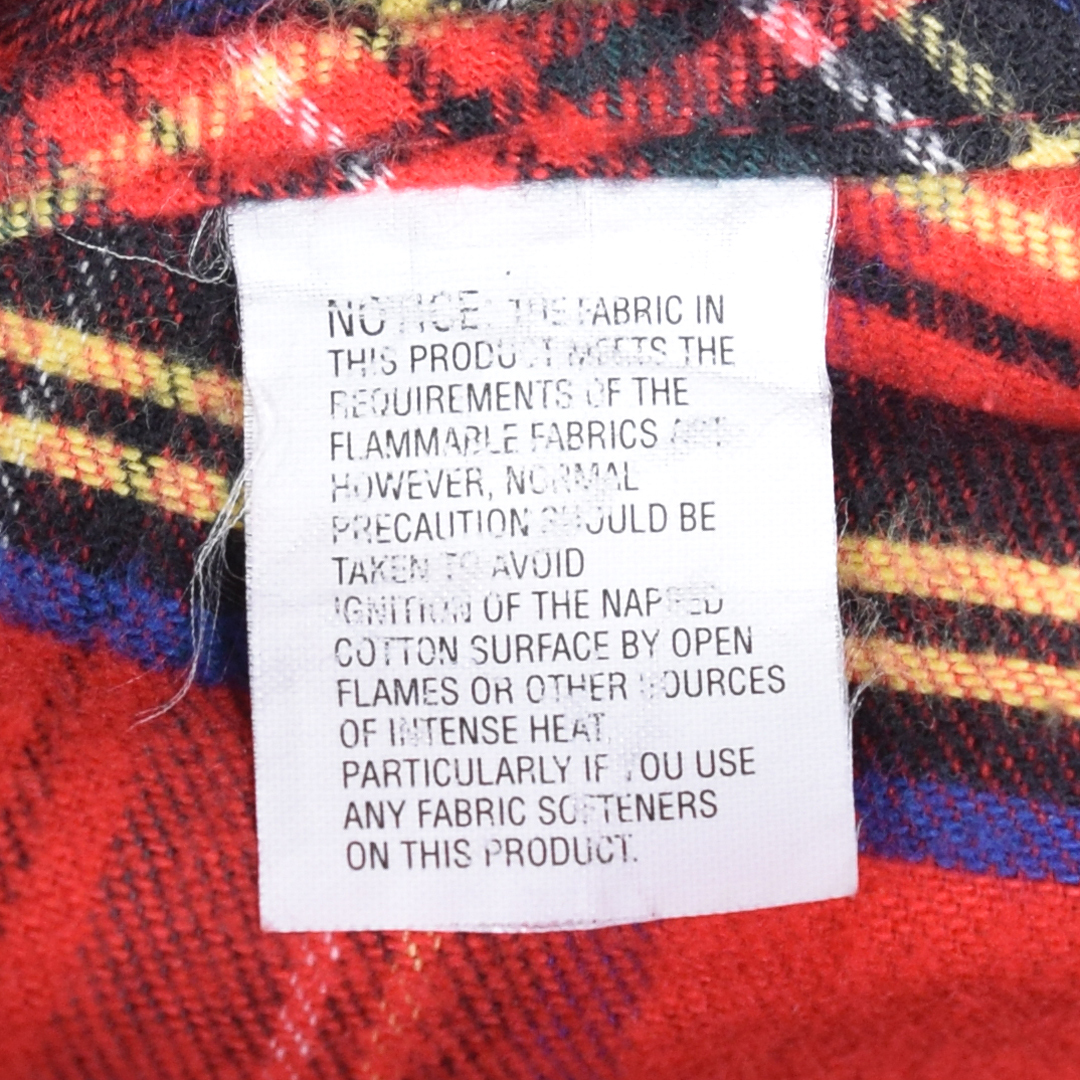 NOTICE: THE FABRIC IN
THIS PRODUCT MEETS THE
REQUIREMENTS OF THE
FLAMMABLE FABRICS ACT.
HOWEVER, NORMAL
PRECAUTION SHOULD BE
TAKEN TO AVOID
IGNITION OF THE NAPPED
COTTON SURFACE BY OPEN
FLAMES OR OTHER SOURCES
OF INTENSE HEAT,
PARTICULARLY IF YOU USE
ANY FABRIC SOFTENERS
ON THIS PRODUCT.